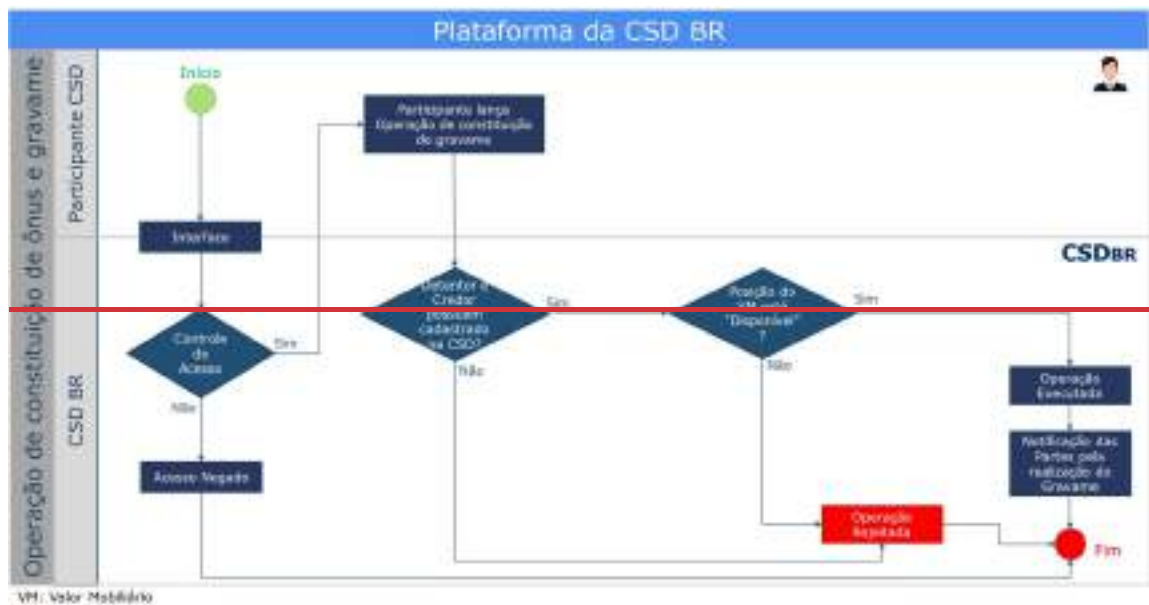 Plataforma da CSD BR
Operação de constituição de ônus e gravame
Participante CSD
Início
Participante lança
Operação de constituição
do gravame
Interface
CSD BR
CSDBR
Detentor e
Credor
possuem
cadastrado
na CSD?
Sim
Não
Posição do
VM
"Disponível"
?
Sim
Não
Controle
de
Acesso
Sim
Não
Acesso Negado
Operação
Executada
Notificação das
Partes pela
realização do
Gravame
Operação
Rejeitada
Fim
VM: Valor Mobiliário